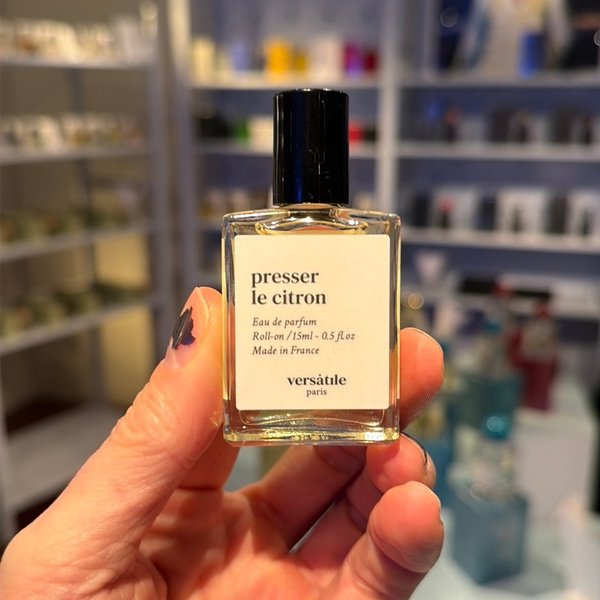 presser
le citron
Eau de parfum
Roll-on / 15ml - 0.5 fl.oz
Made in France
versàtile
paris